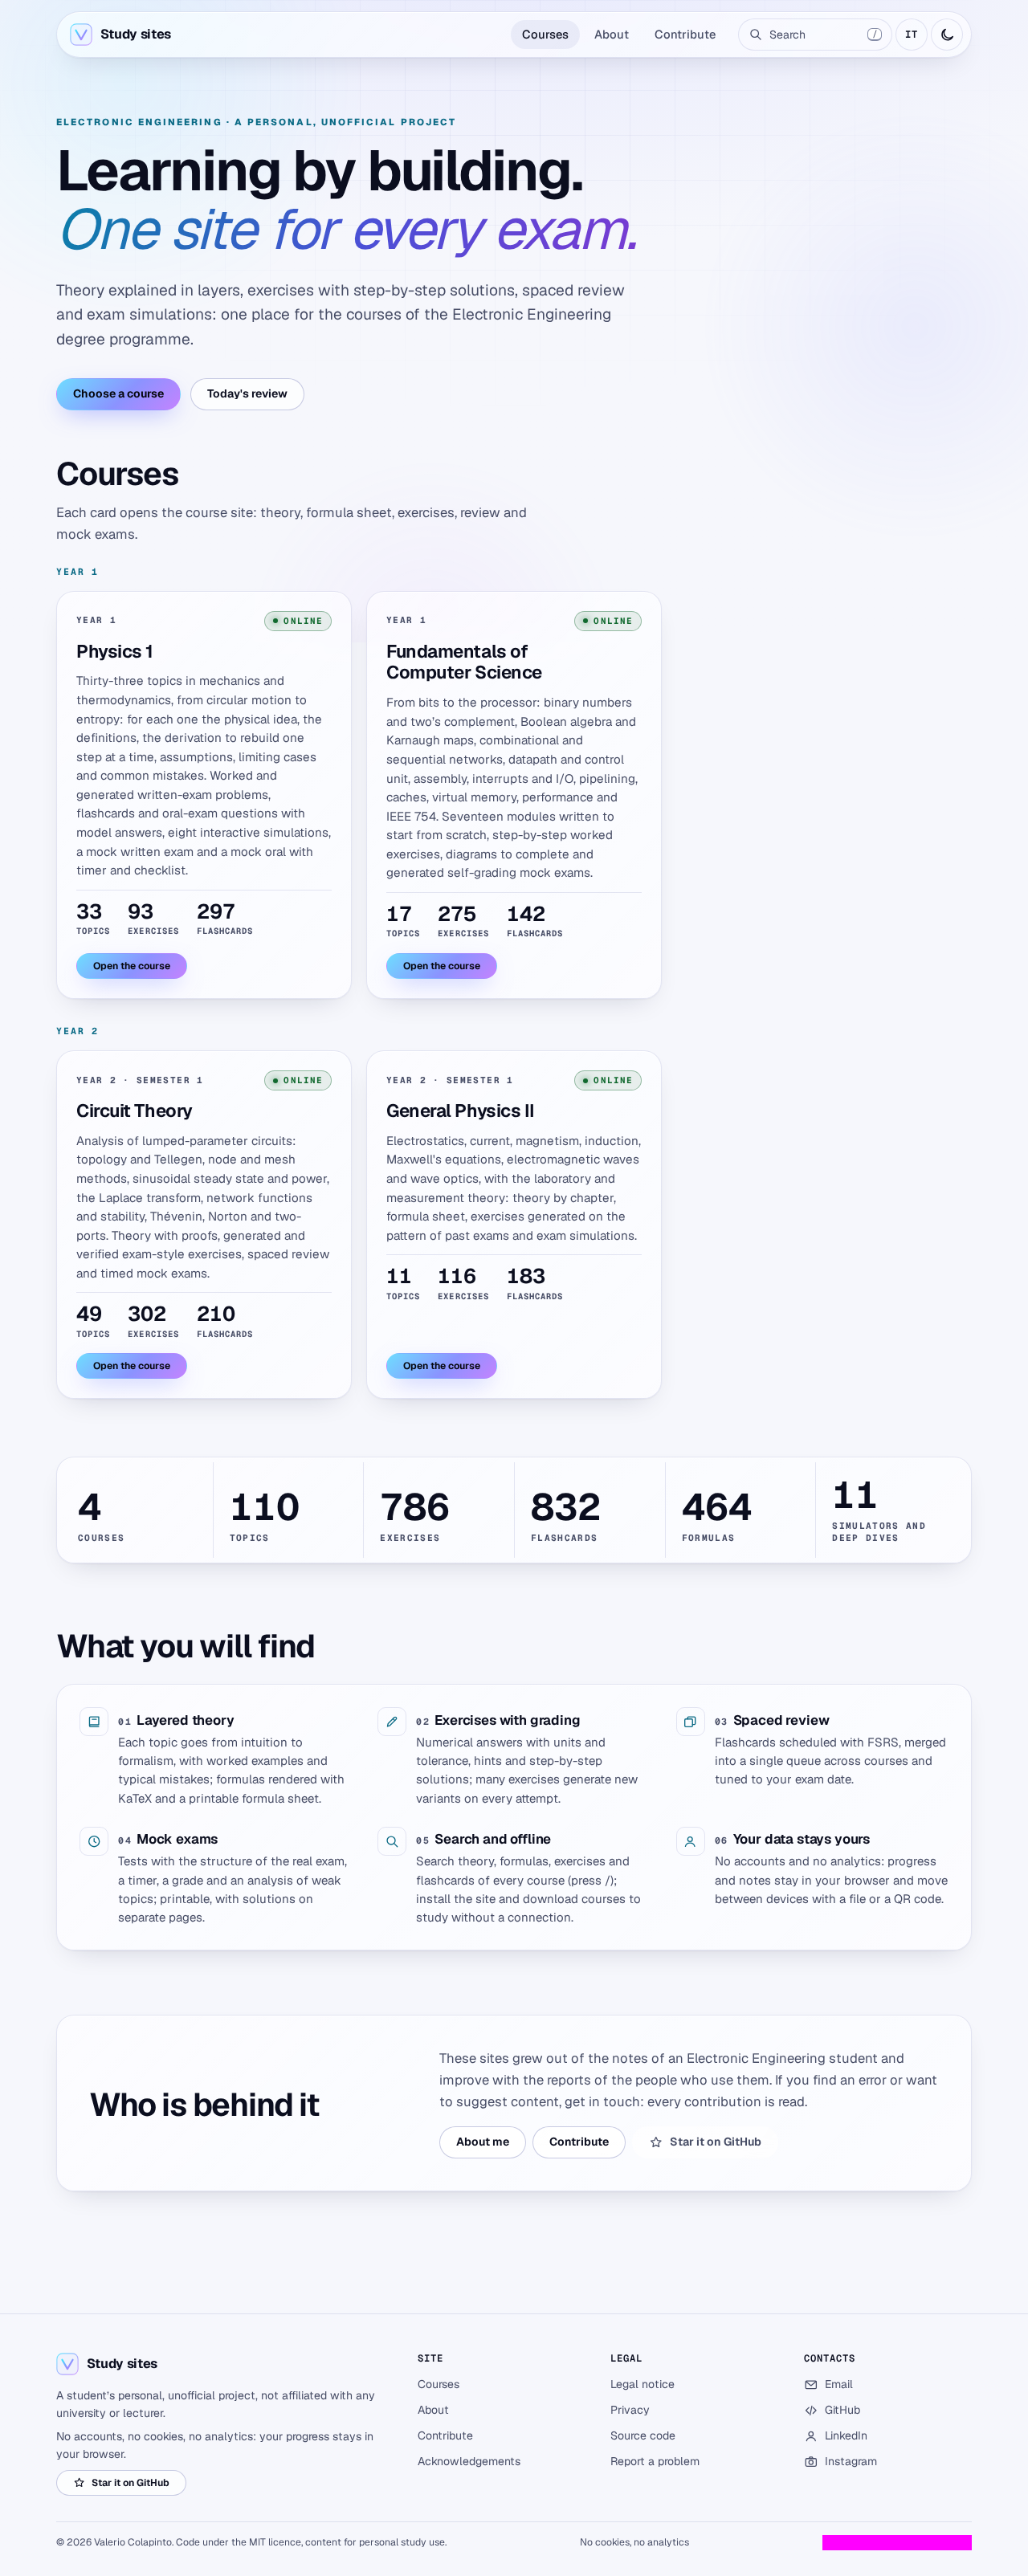 Study sites
Courses
About
Contribute
Search
/
IT
ELECTRONIC ENGINEERING · A PERSONAL, UNOFFICIAL PROJECT
Learning by building.
One site for every exam.
Theory explained in layers, exercises with step-by-step solutions, spaced review
and exam simulations: one place for the courses of the Electronic Engineering
degree programme.
Choose a course
Today's review
Courses
Each card opens the course site: theory, formula sheet, exercises, review and
mock exams.
YEAR 1
YEAR 1
ONLINE
Physics 1
Thirty-three topics in mechanics and
thermodynamics, from circular motion to
entropy: for each one the physical idea, the
definitions, the derivation to rebuild one
step at a time, assumptions, limiting cases
and common mistakes. Worked and
generated written-exam problems,
flashcards and oral-exam questions with
model answers, eight interactive simulations,
a mock written exam and a mock oral with
timer and checklist.
33
TOPICS
93
EXERCISES
297
FLASHCARDS
Open the course
YEAR 1
ONLINE
Fundamentals of
Computer Science
From bits to the processor: binary numbers
and two's complement, Boolean algebra and
Karnaugh maps, combinational and
sequential networks, datapath and control
unit, assembly, interrupts and I/O, pipelining,
caches, virtual memory, performance and
IEEE 754. Seventeen modules written to
start from scratch, step-by-step worked
exercises, diagrams to complete and
generated self-grading mock exams.
17
TOPICS
275
EXERCISES
142
FLASHCARDS
Open the course
YEAR 2
YEAR 2 · SEMESTER 1
ONLINE
Circuit Theory
Analysis of lumped-parameter circuits:
topology and Tellegen, node and mesh
methods, sinusoidal steady state and power,
the Laplace transform, network functions
and stability, Thévenin, Norton and two-
ports. Theory with proofs, generated and
verified exam-style exercises, spaced review
and timed mock exams.
49
TOPICS
302
EXERCISES
210
FLASHCARDS
Open the course
YEAR 2 · SEMESTER 1
ONLINE
General Physics II
Electrostatics, current, magnetism, induction,
Maxwell's equations, electromagnetic waves
and wave optics, with the laboratory and
measurement theory: theory by chapter,
formula sheet, exercises generated on the
pattern of past exams and exam simulations.
11
TOPICS
116
EXERCISES
183
FLASHCARDS
Open the course
4
COURSES
110
TOPICS
786
EXERCISES
832
FLASHCARDS
464
FORMULAS
11
SIMULATORS AND
DEEP DIVES
What you will find
01 Layered theory
Each topic goes from intuition to
formalism, with worked examples and
typical mistakes; formulas rendered with
KaTeX and a printable formula sheet.
02 Exercises with grading
Numerical answers with units and
tolerance, hints and step-by-step
solutions; many exercises generate new
variants on every attempt.
03 Spaced review
Flashcards scheduled with FSRS, merged
into a single queue across courses and
tuned to your exam date.
04 Mock exams
Tests with the structure of the real exam,
a timer, a grade and an analysis of weak
topics; printable, with solutions on
separate pages.
05 Search and offline
Search theory, formulas, exercises and
flashcards of every course (press /);
install the site and download courses to
study without a connection.
06 Your data stays yours
No accounts and no analytics: progress
and notes stay in your browser and move
between devices with a file or a QR code.
Who is behind it
These sites grew out of the notes of an Electronic Engineering student and
improve with the reports of the people who use them. If you find an error or want
to suggest content, get in touch: every contribution is read.
About me
Contribute
Star it on GitHub
Study sites
A student's personal, unofficial project, not affiliated with any
university or lecturer.
No accounts, no cookies, no analytics: your progress stays in
your browser.
Star it on GitHub
SITE
Courses
About
Contribute
Acknowledgements
LEGAL
Legal notice
Privacy
Source code
Report a problem
CONTACTS
Email
GitHub
LinkedIn
Instagram
© 2026 Valerio Colapinto. Code under the MIT licence, content for personal study use.
No cookies, no analytics